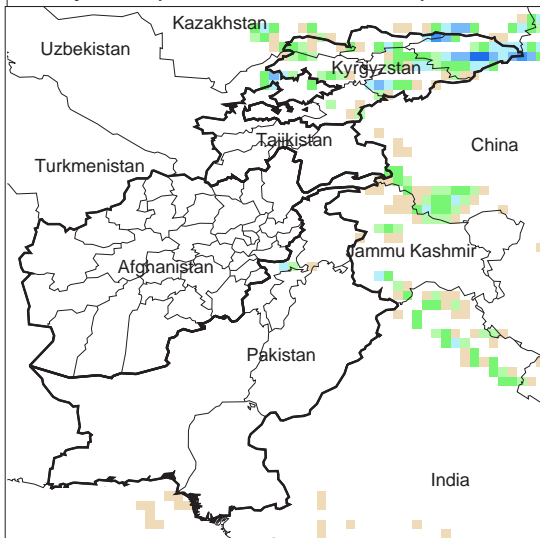 Kazakhstan
Uzbekistan
Kyrgyzstan
Tajikistan
China
Turkmenistan
Jammu Kashmir
Afghanistan
Pakistan
India